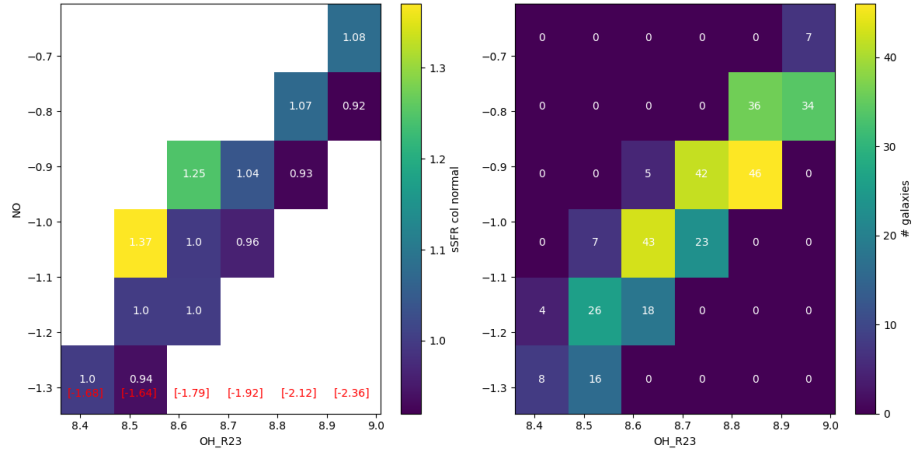 −0.7
−0.8
−0.9
−1.0
−1.1
−1.2
−1.3
NO
1.08
1.07 0.92
1.25 1.04 0.93
1.37 1.0 0.96
1.0 1.0
1.0 0.94
[-1.64] [-1.79] [-1.92] [-2.12] [-2.36]
8.4 8.5 8.6 8.7 8.8 8.9 9.0
OH_R23
1.3
1.2
1.1
1.0
sSFR col normal
−0.7
−0.8
−0.9
−1.0
−1.1
−1.2
−1.3
0 0 0 0 0 7
0 0 0 0 36 34
0 0 5 42 46 0
0 7 43 23 0 0
4 26 18 0 0 0
8 16 0 0 0 0
8.4 8.5 8.6 8.7 8.8 8.9 9.0
OH_R23
40
30
20
10
0
# galaxies